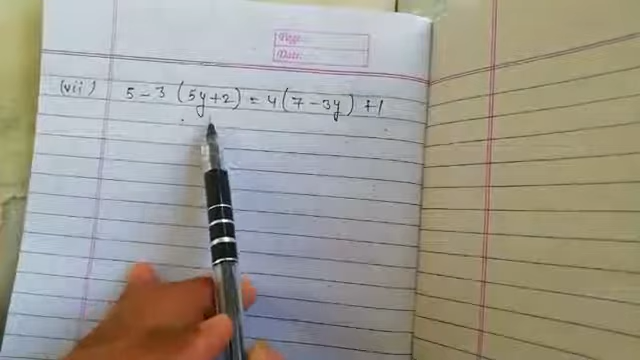 Page:
Date:
(vii) 5 - 3 (5y+2) = 4 (7 - 3y) + 1